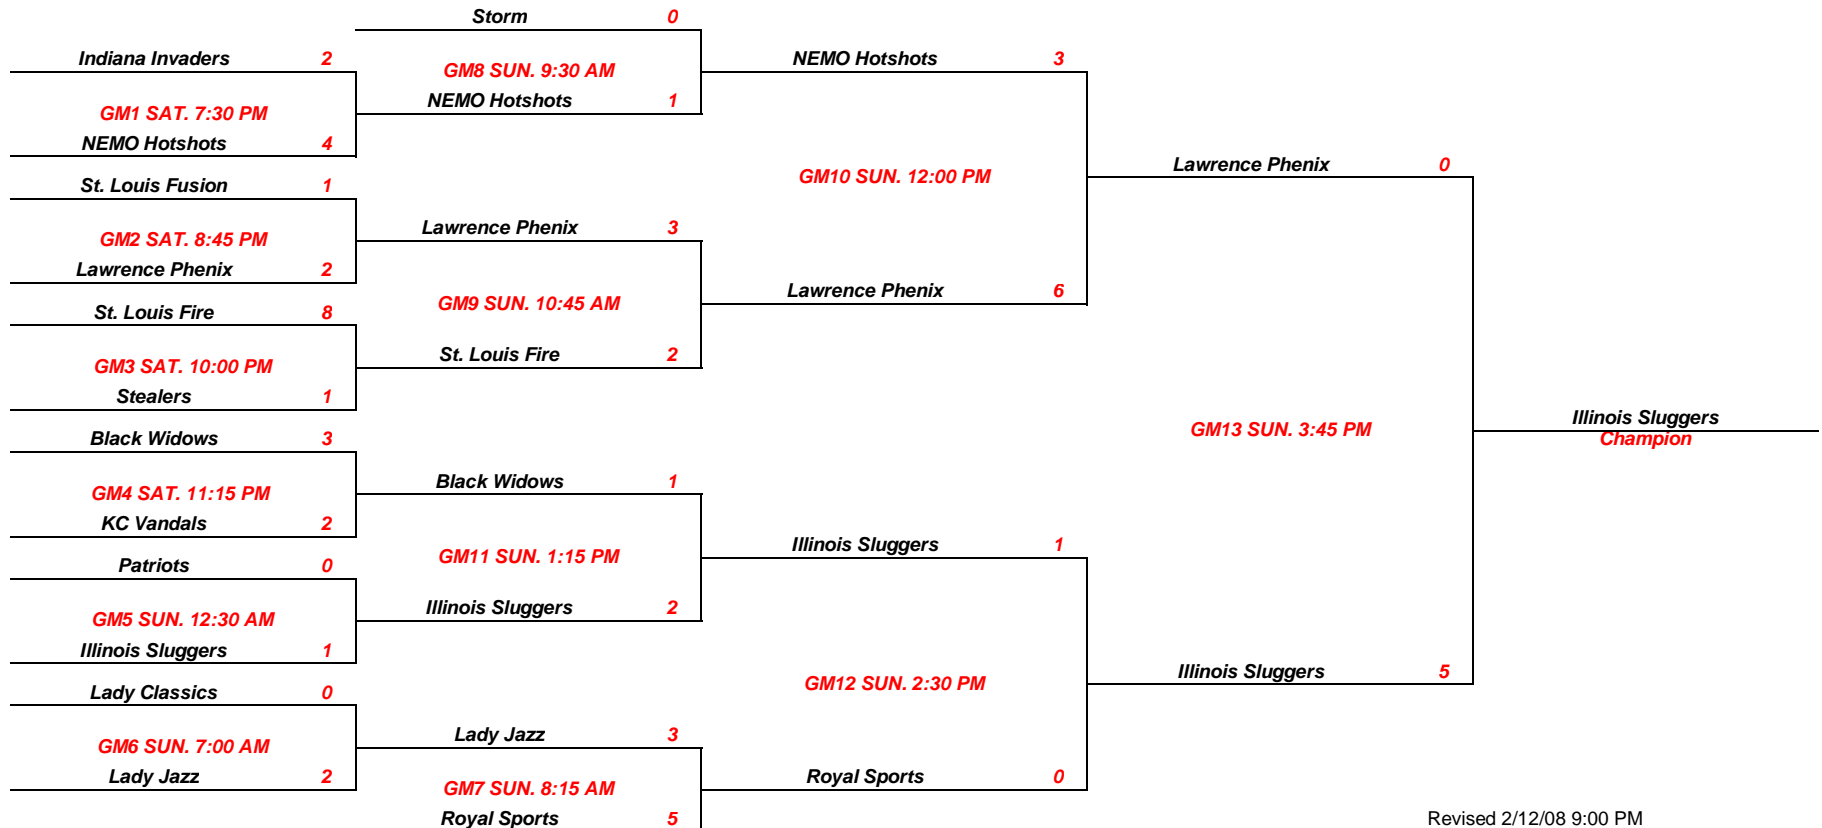 Storm 0
Indiana Invaders 2
NEMO Hotshots 3
GM8 SUN. 9:30 AM
NEMO Hotshots 1
GM1 SAT. 7:30 PM
NEMO Hotshots 4
Lawrence Phenix 0
GM10 SUN. 12:00 PM
St. Louis Fusion 1
Lawrence Phenix 3
GM2 SAT. 8:45 PM
Lawrence Phenix 2
Lawrence Phenix 6
GM9 SUN. 10:45 AM
St. Louis Fire 8
St. Louis Fire 2
GM3 SAT. 10:00 PM
Stealers 1
Illinois Sluggers
Champion
GM13 SUN. 3:45 PM
Black Widows 3
Black Widows 1
GM4 SAT. 11:15 PM
KC Vandals 2
Illinois Sluggers 1
GM11 SUN. 1:15 PM
Patriots 0
Illinois Sluggers 2
GM5 SUN. 12:30 AM
Illinois Sluggers 1
Illinois Sluggers 5
GM12 SUN. 2:30 PM
Lady Classics 0
Lady Jazz 3
GM6 SUN. 7:00 AM
Lady Jazz 2
Royal Sports 0
GM7 SUN. 8:15 AM
Royal Sports 5
Revised 2/12/08 9:00 PM